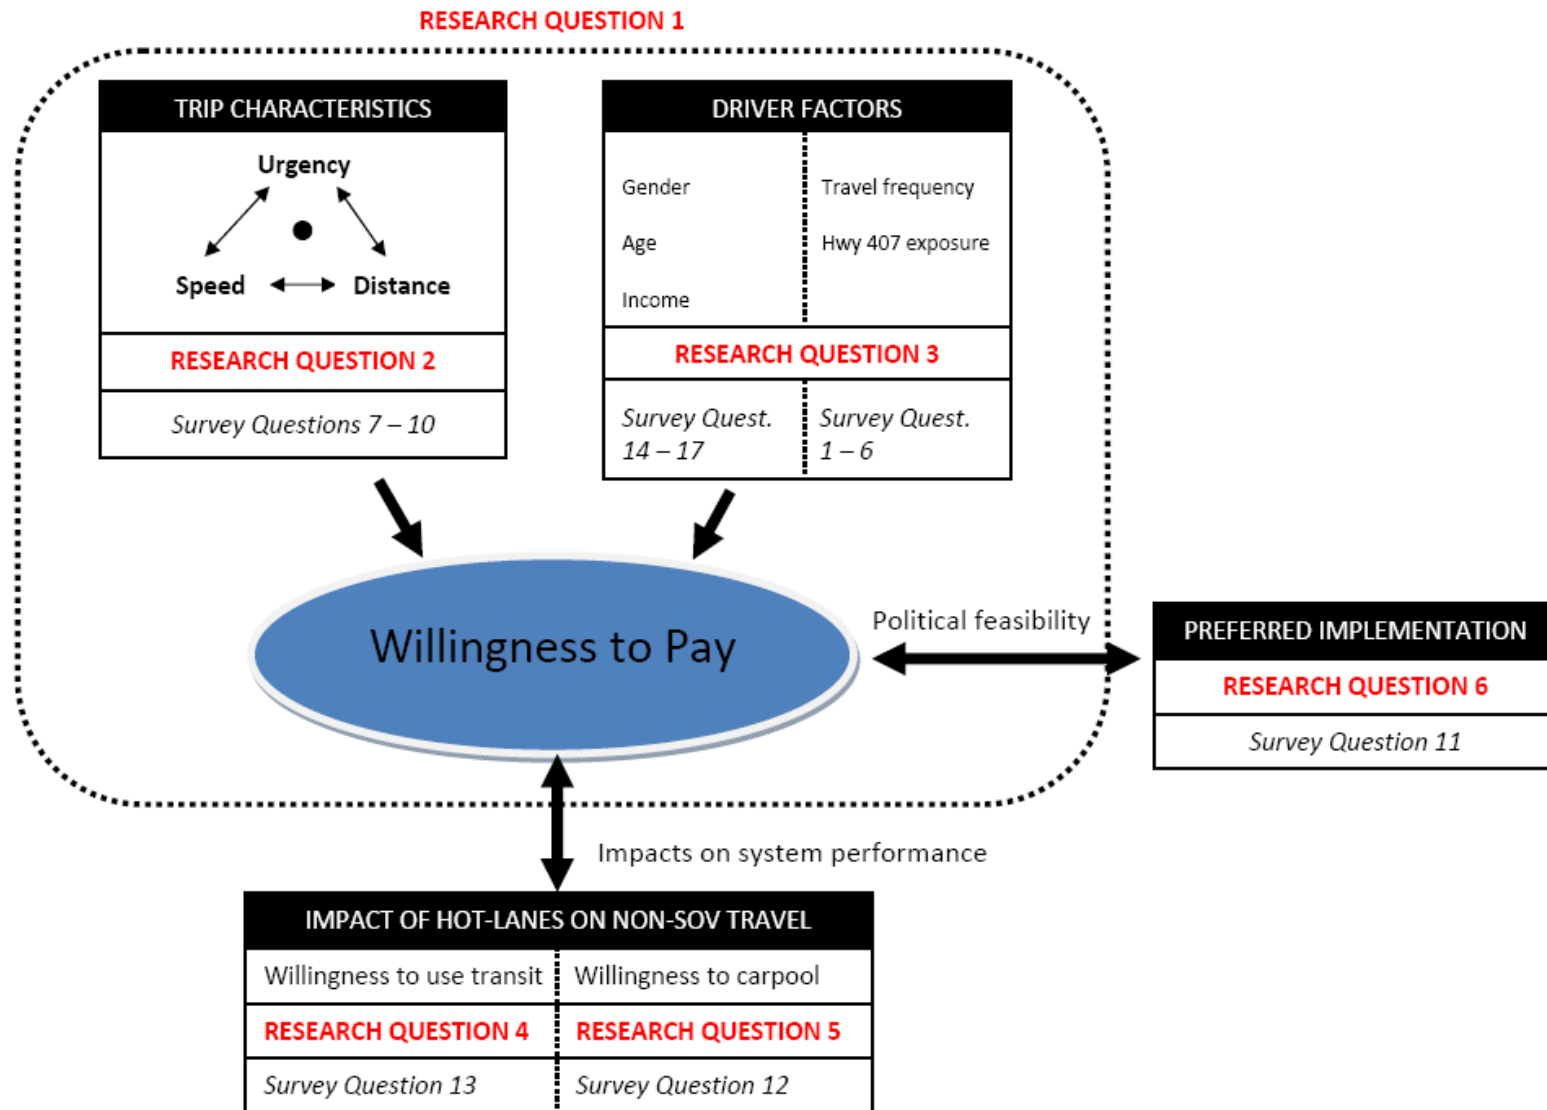 RESEARCH QUESTION 1
TRIP CHARACTERISTICS
Urgency
Speed
Distance
RESEARCH QUESTION 2
Survey Questions 7 – 10
DRIVER FACTORS
Gender
Age
Income
Travel frequency
Hwy 407 exposure
RESEARCH QUESTION 3
Survey Quest.
14 – 17
Survey Quest.
1 – 6
Willingness to Pay
Political feasibility
PREFERRED IMPLEMENTATION
RESEARCH QUESTION 6
Survey Question 11
Impacts on system performance
IMPACT OF HOT-LANES ON NON-SOV TRAVEL
Willingness to use transit
RESEARCH QUESTION 4
Survey Question 13
Willingness to carpool
RESEARCH QUESTION 5
Survey Question 12